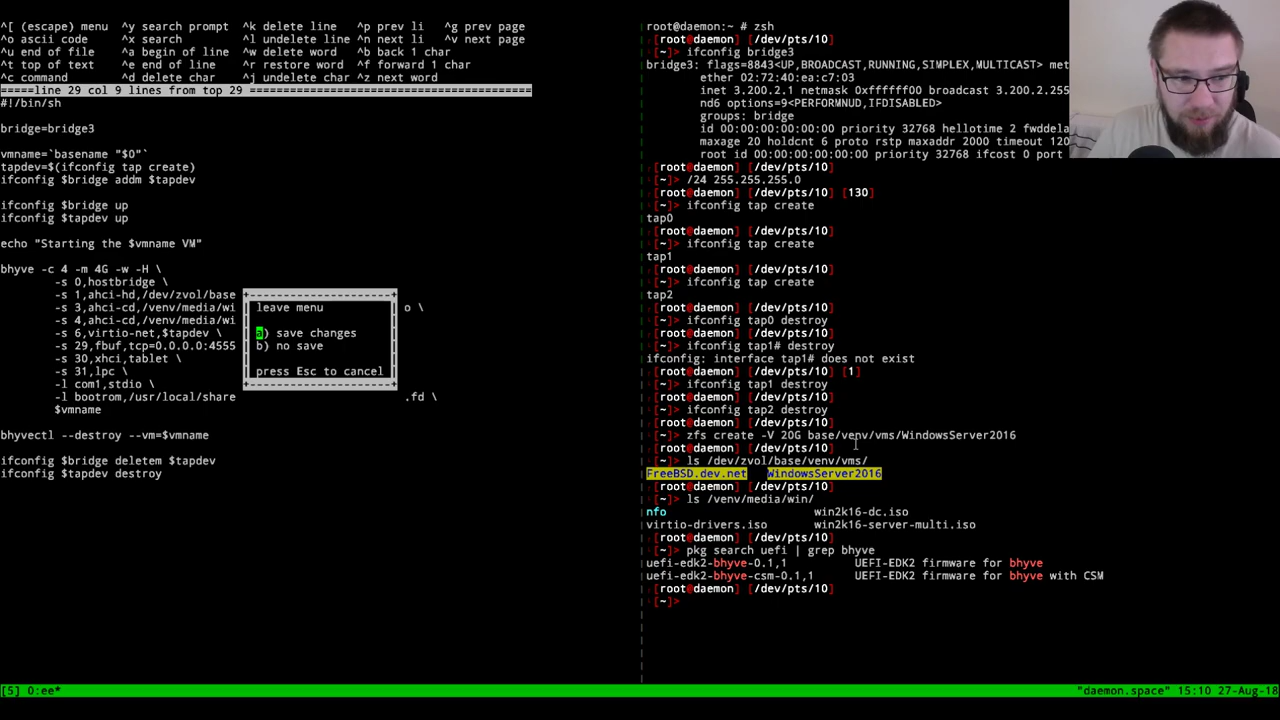 ^[ (escape) menu ^y search prompt ^k delete line ^p prev li ^g prev page
^o ascii code ^x search ^l undelete line ^n next li ^v next page
^u end of file ^a begin of line ^w delete word ^b back 1 char
^t top of text ^e end of line ^r restore word ^f forward 1 char
^c command ^d delete char ^j undelete char ^z next word
=====line 29 col 9 lines from top 29 ==========================================
#!/bin/sh
bridge=bridge3
vmname=`basename "$0"`
tapdev=$(ifconfig tap create)
ifconfig $bridge addm $tapdev
ifconfig $bridge up
ifconfig $tapdev up
echo "Starting the $vmname VM"
bhyve -c 4 -m 4G -w -H \
-s 0,hostbridge \
-s 1,ahci-hd,/dev/zvol/base
-s 3,ahci-cd,/venv/media/wi o \
-s 4,ahci-cd,/venv/media/wi
-s 6,virtio-net,$tapdev \
-s 29,fbuf,tcp=0.0.0.0:4555
-s 30,xhci,tablet \
-s 31,lpc \
-l com1,stdio \
-l bootrom,/usr/local/share .fd \
$vmname
bhyvectl --destroy --vm=$vmname
ifconfig $bridge deletem $tapdev
ifconfig $tapdev destroy
leave menu
a) save changes
b) no save
press Esc to cancel
root@daemon:~ # zsh
[root@daemon] [/dev/pts/10]
[~]> ifconfig bridge3
bridge3: flags=8843<UP,BROADCAST,RUNNING,SIMPLEX,MULTICAST> met
ether 02:72:40:ea:c7:03
inet 3.200.2.1 netmask 0xffffff00 broadcast 3.200.2.255
nd6 options=9<PERFORMNUD,IFDISABLED>
groups: bridge
id 00:00:00:00:00:00 priority 32768 hellotime 2 fwddela
maxage 20 holdcnt 6 proto rstp maxaddr 2000 timeout 120
root id 00:00:00:00:00:00 priority 32768 ifcost 0 port
[root@daemon] [/dev/pts/10]
[~]> /24 255.255.255.0
[root@daemon] [/dev/pts/10] [130]
[~]> ifconfig tap create
tap0
[root@daemon] [/dev/pts/10]
[~]> ifconfig tap create
tap1
[root@daemon] [/dev/pts/10]
[~]> ifconfig tap create
tap2
[root@daemon] [/dev/pts/10]
[~]> ifconfig tap0 destroy
[root@daemon] [/dev/pts/10]
[~]> ifconfig tap1# destroy
ifconfig: interface tap1# does not exist
[root@daemon] [/dev/pts/10] [1]
[~]> ifconfig tap1 destroy
[root@daemon] [/dev/pts/10]
[~]> ifconfig tap2 destroy
[root@daemon] [/dev/pts/10]
[~]> zfs create -V 20G base/venv/vms/WindowsServer2016
[root@daemon] [/dev/pts/10]
[~]> ls /dev/zvol/base/venv/vms/
FreeBSD.dev.net WindowsServer2016
[root@daemon] [/dev/pts/10]
[~]> ls /venv/media/win/
nfo win2k16-dc.iso
virtio-drivers.iso win2k16-server-multi.iso
[root@daemon] [/dev/pts/10]
[~]> pkg search uefi | grep bhyve
uefi-edk2-bhyve-0.1,1 UEFI-EDK2 firmware for bhyve
uefi-edk2-bhyve-csm-0.1,1 UEFI-EDK2 firmware for bhyve with CSM
[root@daemon] [/dev/pts/10]
[~]>
[5] 0:ee* "daemon.space" 15:10 27-Aug-18